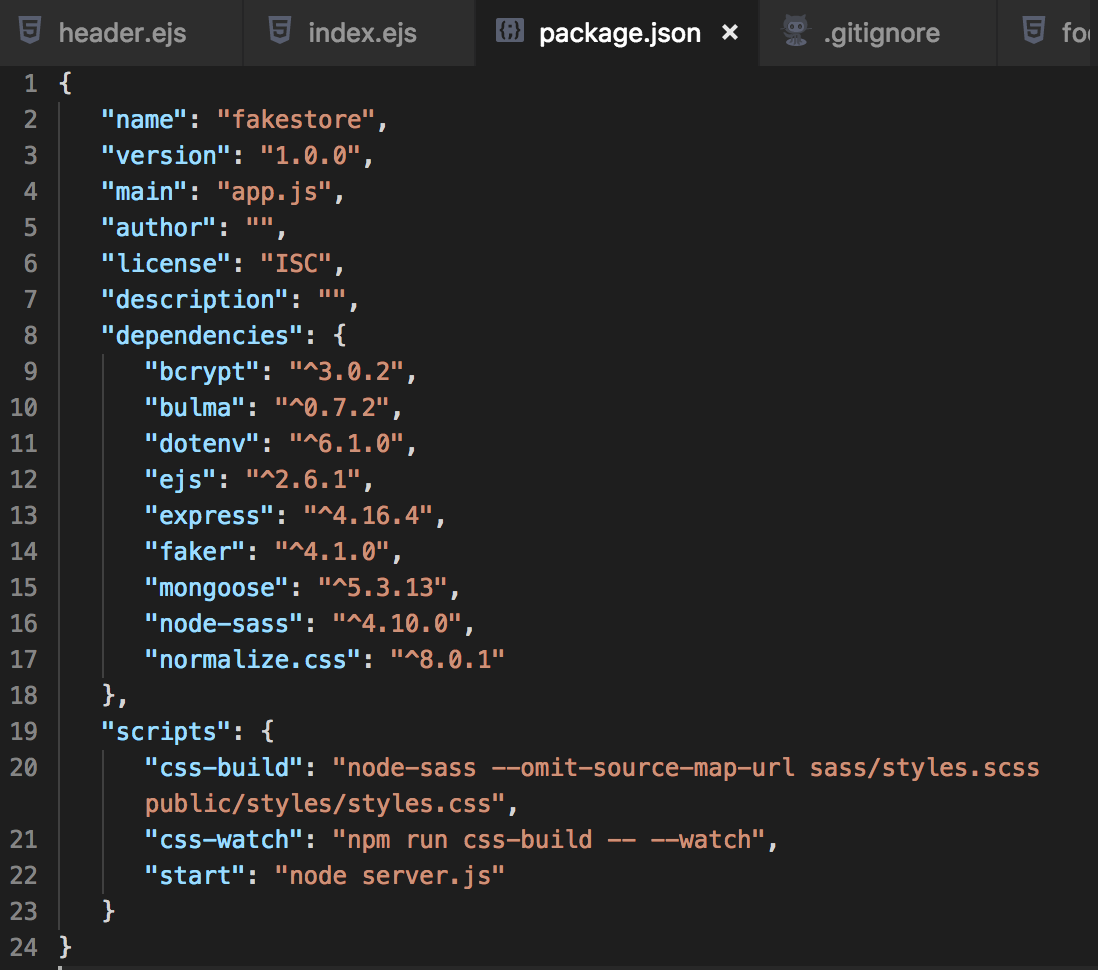 header.ejs index.ejs package.json × .gitignore foo
1 {
2 "name": "fakestore",
3 "version": "1.0.0",
4 "main": "app.js",
5 "author": "",
6 "license": "ISC",
7 "description": "",
8 "dependencies": {
9 "bcrypt": "^3.0.2",
10 "bulma": "^0.7.2",
11 "dotenv": "^6.1.0",
12 "ejs": "^2.6.1",
13 "express": "^4.16.4",
14 "faker": "^4.1.0",
15 "mongoose": "^5.3.13",
16 "node-sass": "^4.10.0",
17 "normalize.css": "^8.0.1"
18 },
19 "scripts": {
20 "css-build": "node-sass --omit-source-map-url sass/styles.scss
public/styles/styles.css",
21 "css-watch": "npm run css-build -- --watch",
22 "start": "node server.js"
23 }
24 }